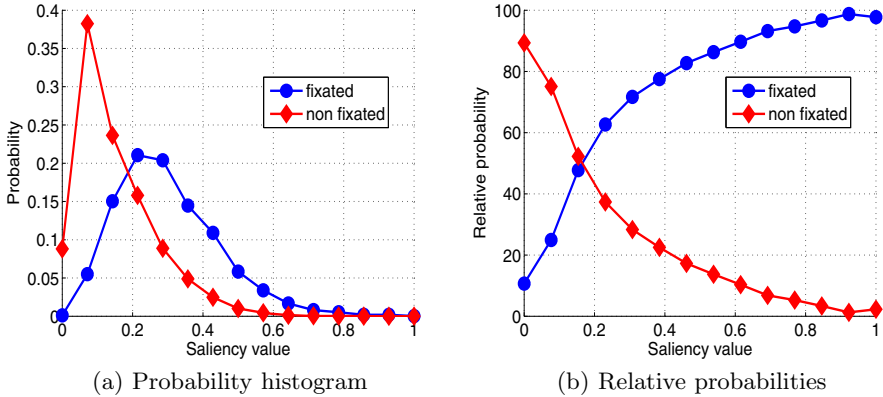 0.4
0.35
0.3
0.25
0.2
0.15
0.1
0.05
0
Probability
fixated
non fixated
0 0.2 0.4 0.6 0.8 1
Saliency value
(a) Probability histogram
100
80
60
40
20
0
Relative probability
fixated
non fixated
0 0.2 0.4 0.6 0.8 1
Saliency value
(b) Relative probabilities